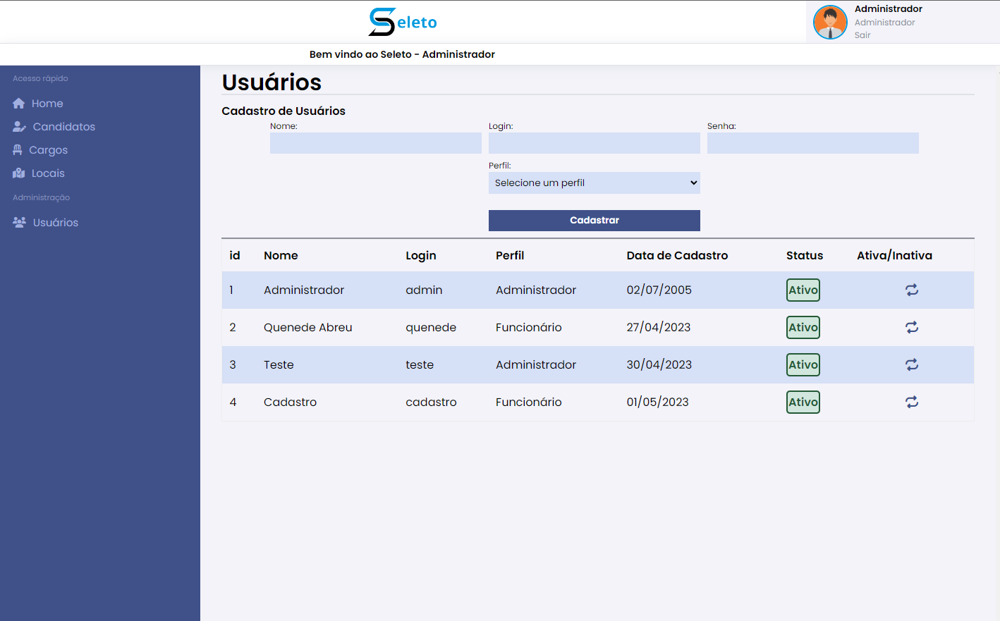 Seleto
Administrador
Administrador
Sair
Bem vindo ao Seleto - Administrador
Acesso rápido
Home
Candidatos
Cargos
Locais
Administração
Usuários
Usuários
Cadastro de Usuários
Nome: Login: Senha:
Perfil:
Selecione um perfil
Cadastrar
id Nome Login Perfil Data de Cadastro Status Ativa/Inativa
1 Administrador admin Administrador 02/07/2005 Ativo
2 Quenede Abreu quenede Funcionário 27/04/2023 Ativo
3 Teste teste Administrador 30/04/2023 Ativo
4 Cadastro cadastro Funcionário 01/05/2023 Ativo